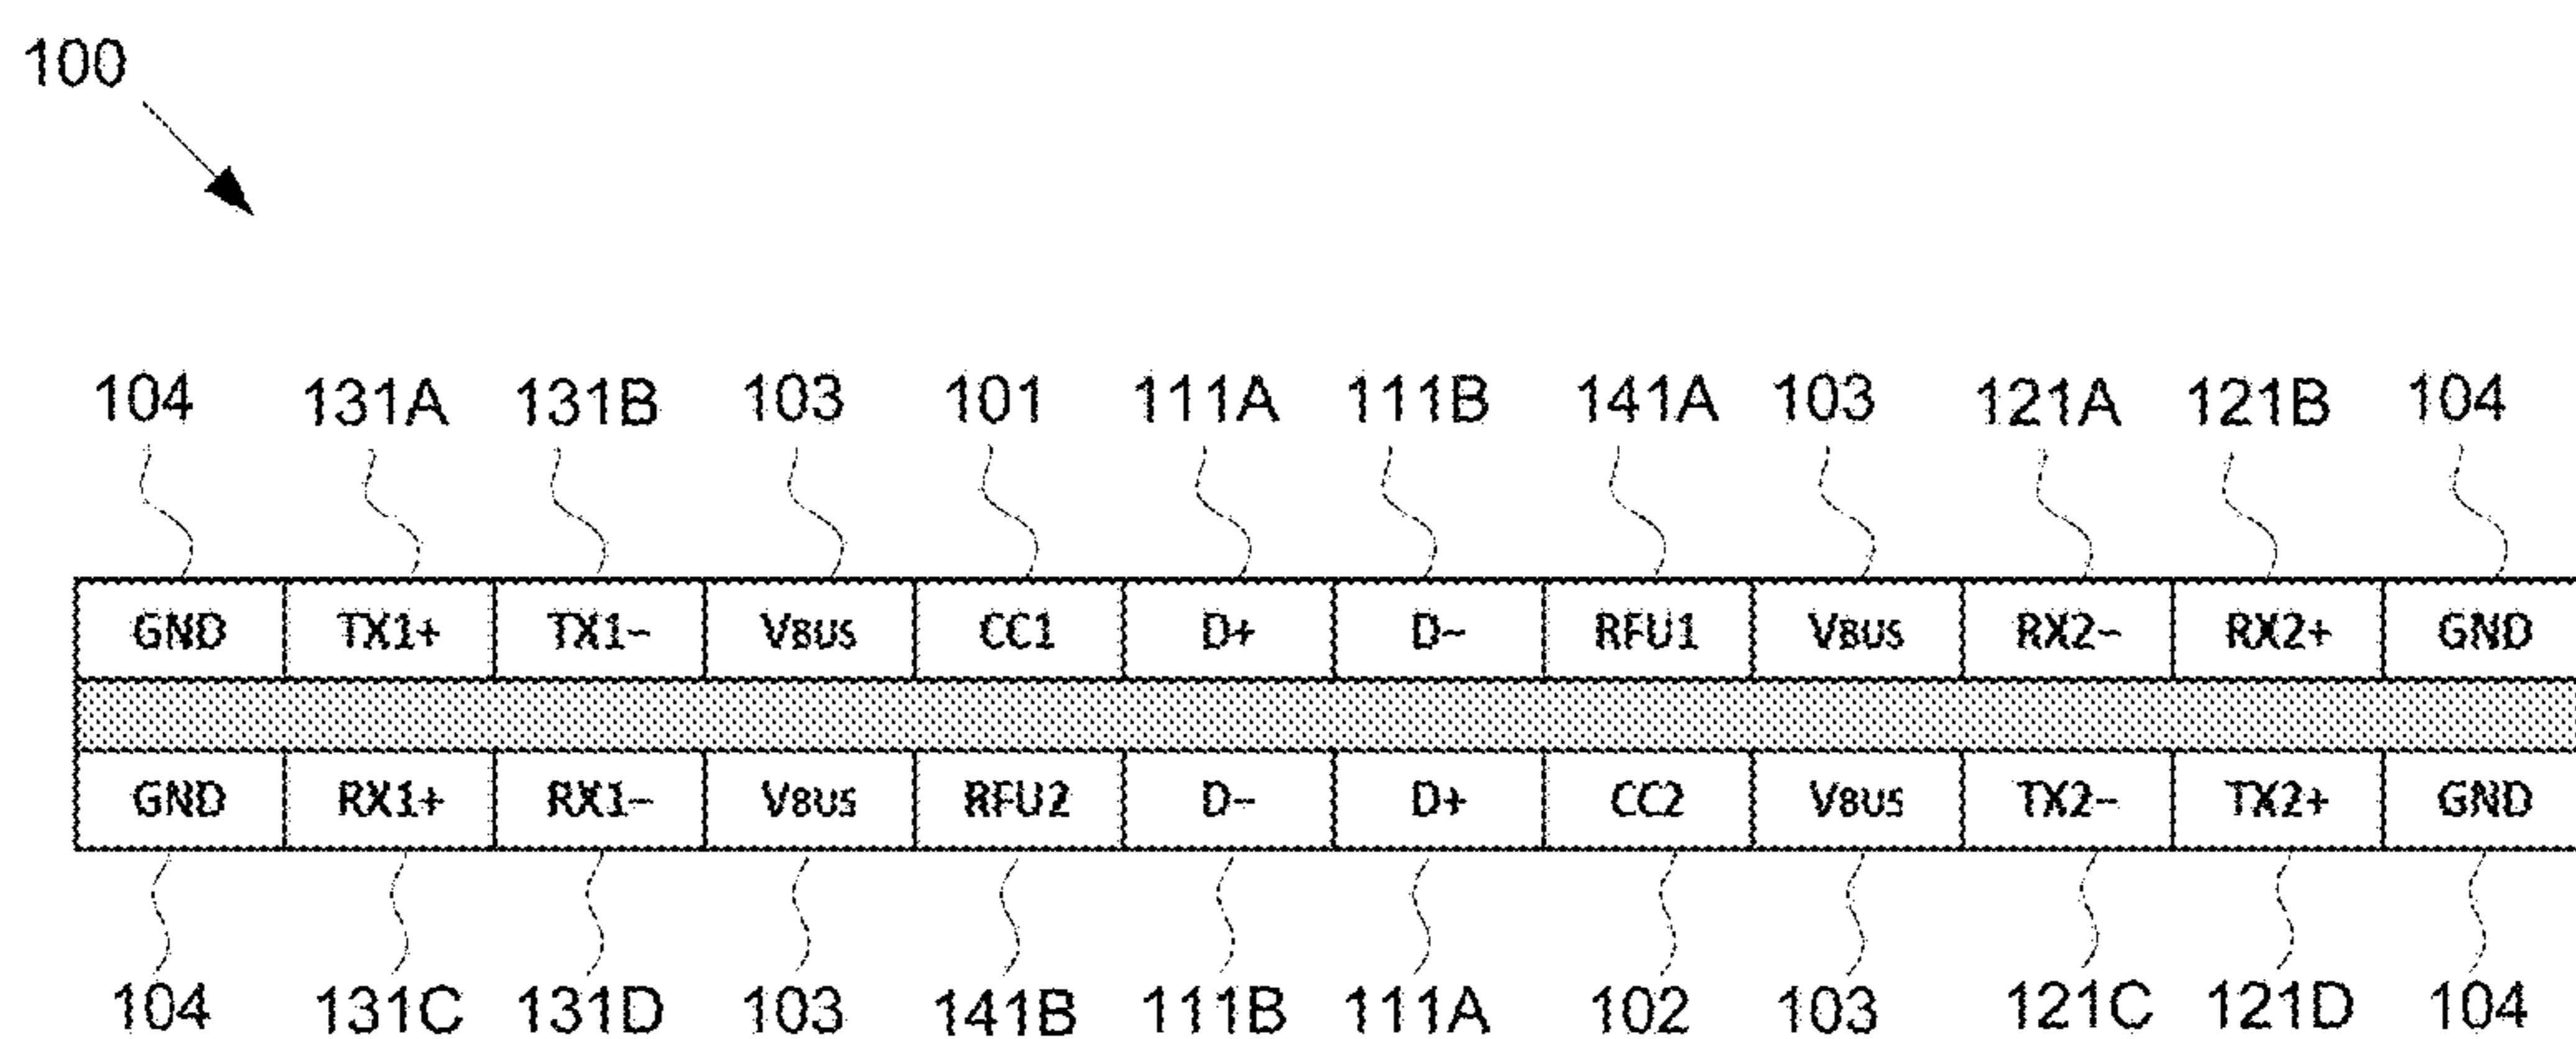 100
104 131A 131B 103 101 111A 111B 141A 103 121A 121B 104
GND TX1+ TX1− VBUS CC1 D+ D− RFU1 VBUS RX2− RX2+ GND
GND RX1+ RX1− VBUS RFU2 D− D+ CC2 VBUS TX2− TX2+ GND
104 131C 131D 103 141B 111B 111A 102 103 121C 121D 104